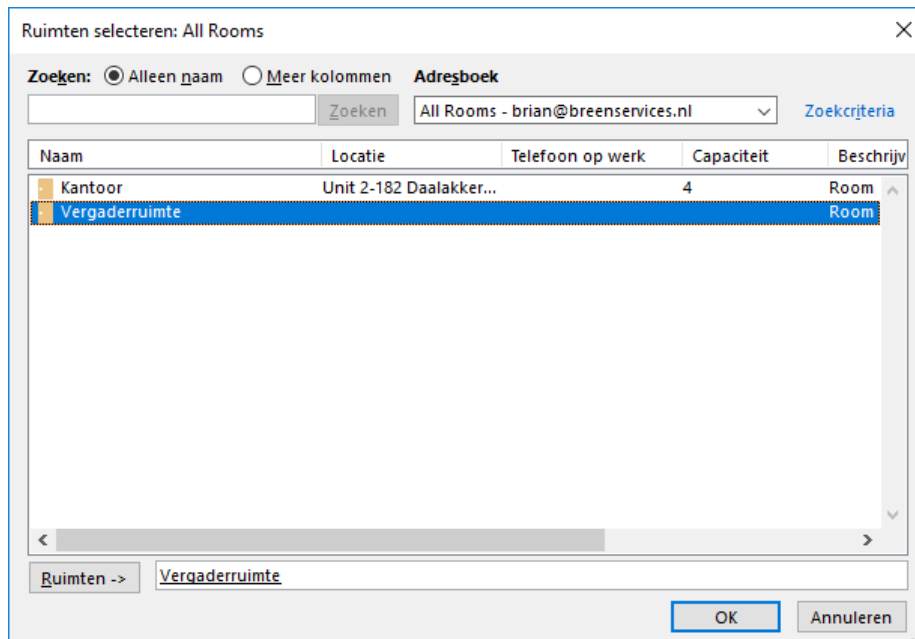 Ruimten selecteren: All Rooms
Zoeken: Alleen naam Meer kolommen Adresboek
Zoeken All Rooms - brian@breenservices.nl Zoekcriteria
Naam Locatie Telefoon op werk Capaciteit Beschrijv
Kantoor Unit 2-182 Daalakker... 4 Room
Vergaderruimte Room
Ruimten -> Vergaderruimte
OK Annuleren